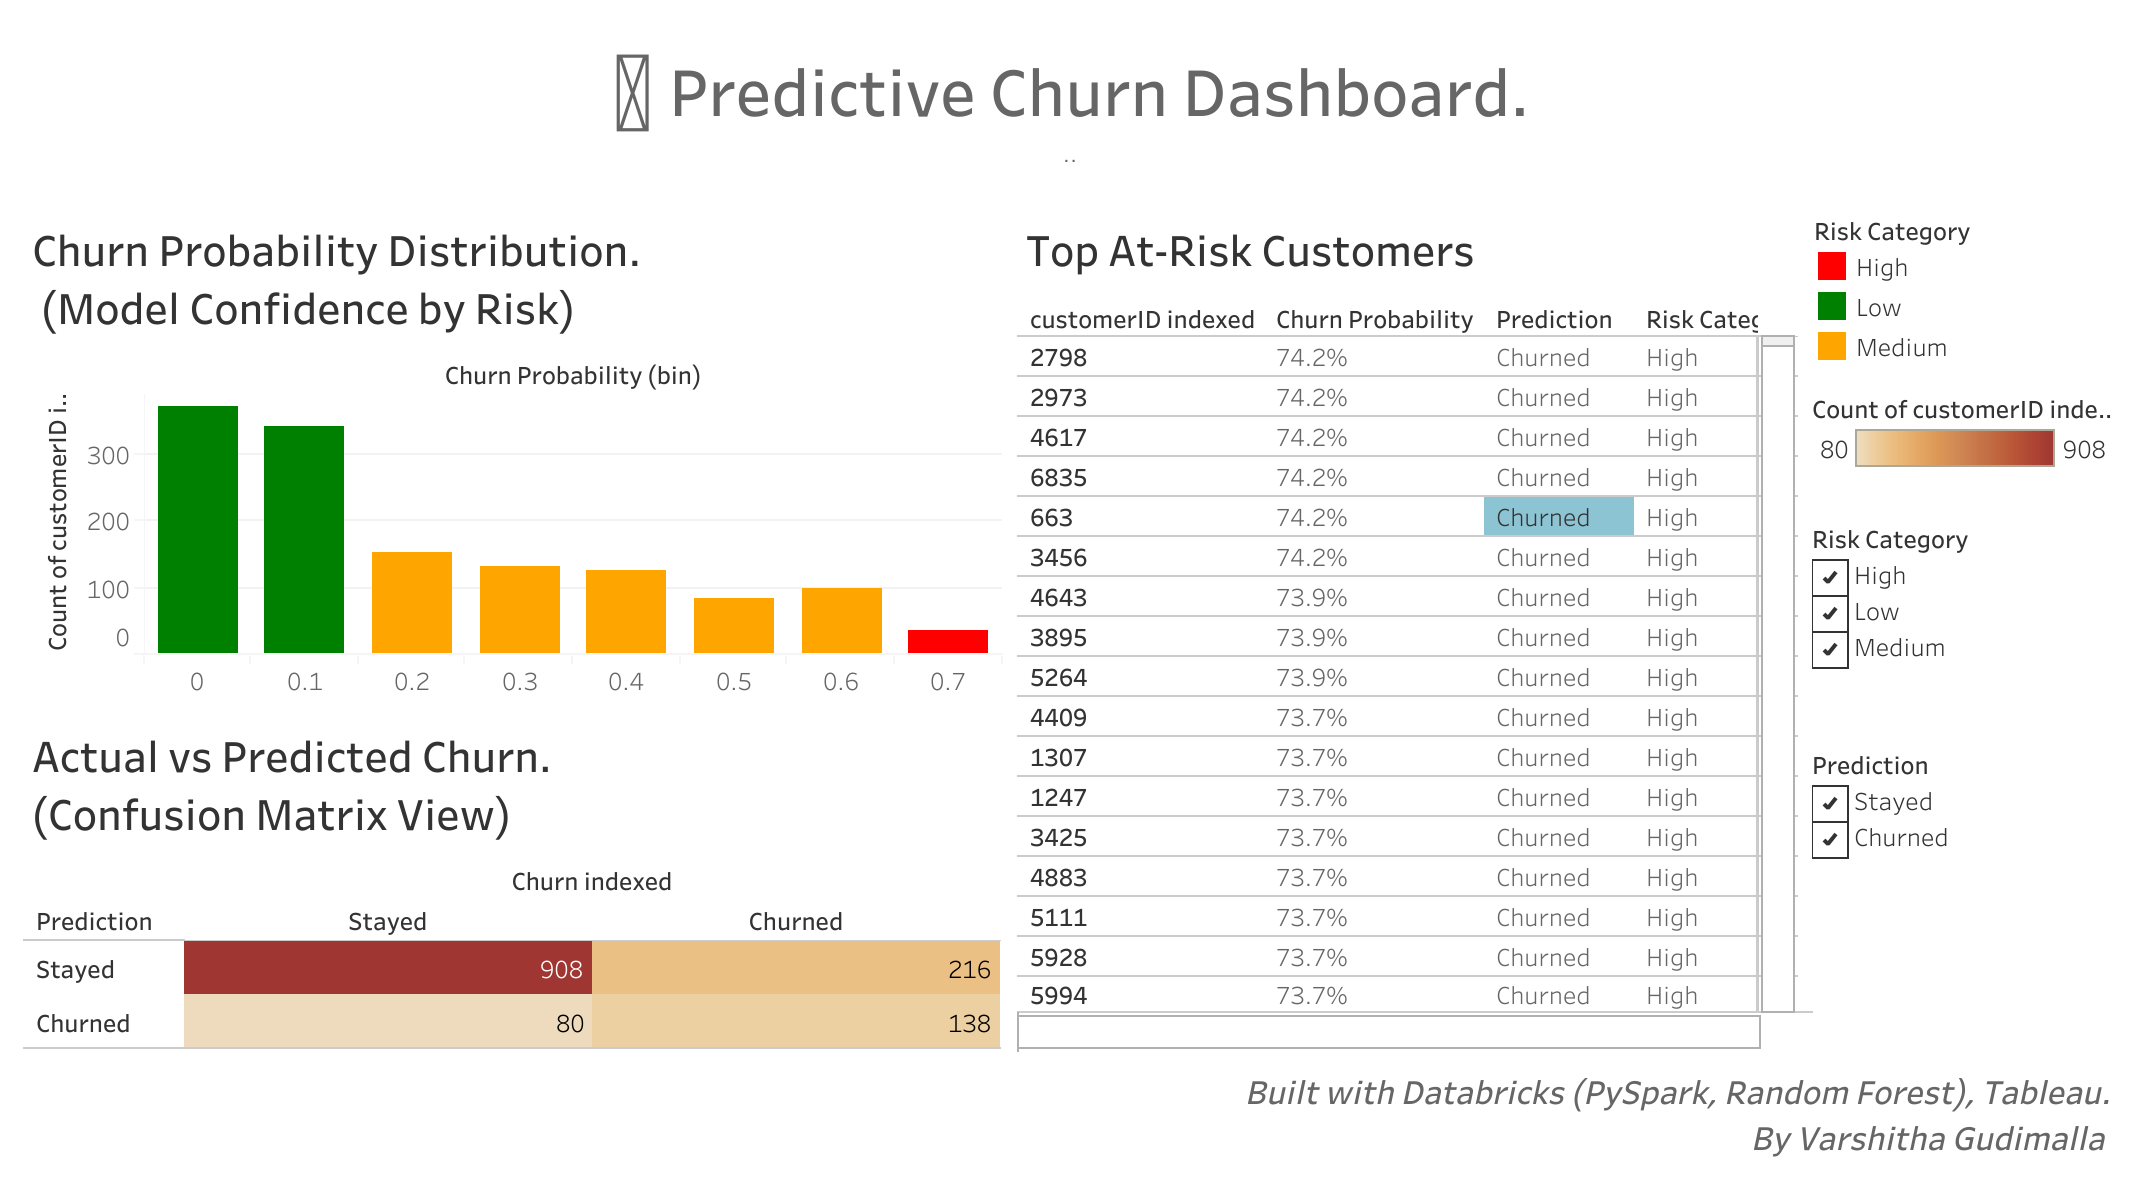 Predictive Churn Dashboard.
..
Churn Probability Distribution.
(Model Confidence by Risk)
Churn Probability (bin)
Count of customerID i..
300
200
100
0
0 0.1 0.2 0.3 0.4 0.5 0.6 0.7
Actual vs Predicted Churn.
(Confusion Matrix View)
Churn indexed
Prediction Stayed Churned
Stayed 908 216
Churned 80 138
Top At-Risk Customers
customerID indexed Churn Probability Prediction Risk Categ
2798 74.2% Churned High
2973 74.2% Churned High
4617 74.2% Churned High
6835 74.2% Churned High
663 74.2% Churned High
3456 74.2% Churned High
4643 73.9% Churned High
3895 73.9% Churned High
5264 73.9% Churned High
4409 73.7% Churned High
1307 73.7% Churned High
1247 73.7% Churned High
3425 73.7% Churned High
4883 73.7% Churned High
5111 73.7% Churned High
5928 73.7% Churned High
5994 73.7% Churned High
Risk Category
High
Low
Medium
Count of customerID inde..
80 908
Risk Category
High
Low
Medium
Prediction
Stayed
Churned
Built with Databricks (PySpark, Random Forest), Tableau.
By Varshitha Gudimalla